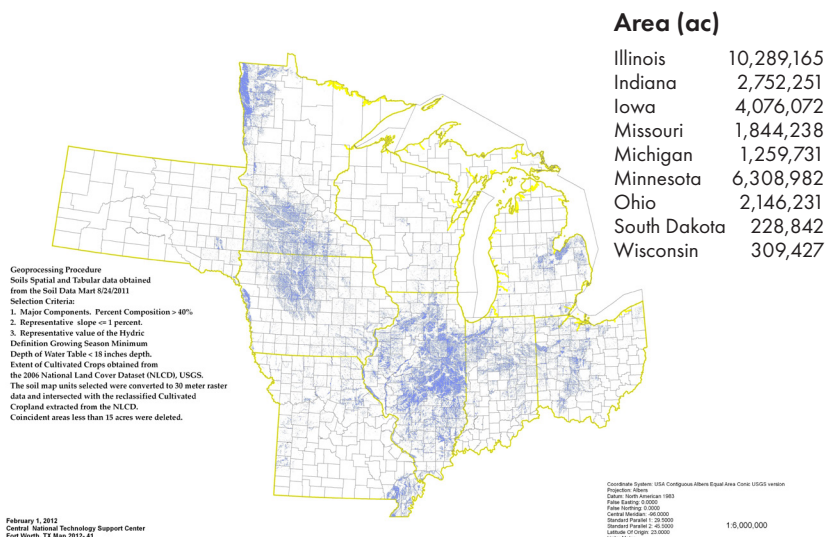 Area (ac)
Illinois 10,289,165
Indiana 2,752,251
Iowa 4,076,072
Missouri 1,844,238
Michigan 1,259,731
Minnesota 6,308,982
Ohio 2,146,231
South Dakota 228,842
Wisconsin 309,427
Geoprocessing Procedure
Soils Spatial and Tabular data obtained
from the Soil Data Mart 8/24/2011
Selection Criteria:
1. Major Components. Percent Composition > 40%
2. Representative slope <= 1 percent.
3. Representative value of the Hydric
Definition Growing Season Minimum
Depth of Water Table < 18 inches depth.
Extent of Cultivated Crops obtained from
the 2006 National Land Cover Dataset (NLCD), USGS.
The soil map units selected were converted to 30 meter raster
data and intersected with the reclassified Cultivated
Cropland extracted from the NLCD.
Coincident areas less than 15 acres were deleted.
February 1, 2012
Central National Technology Support Center
Fort Worth, TX Map 2012- 41
Coordinate System: USA Contiguous Albers Equal Area Conic USGS version
Projection: Albers
Datum: North American 1983
False Easting: 0.0000
False Northing: 0.0000
Central Meridian: -96.0000
Standard Parallel 1: 29.5000
Standard Parallel 2: 45.5000
Latitude Of Origin: 23.0000
1:6,000,000